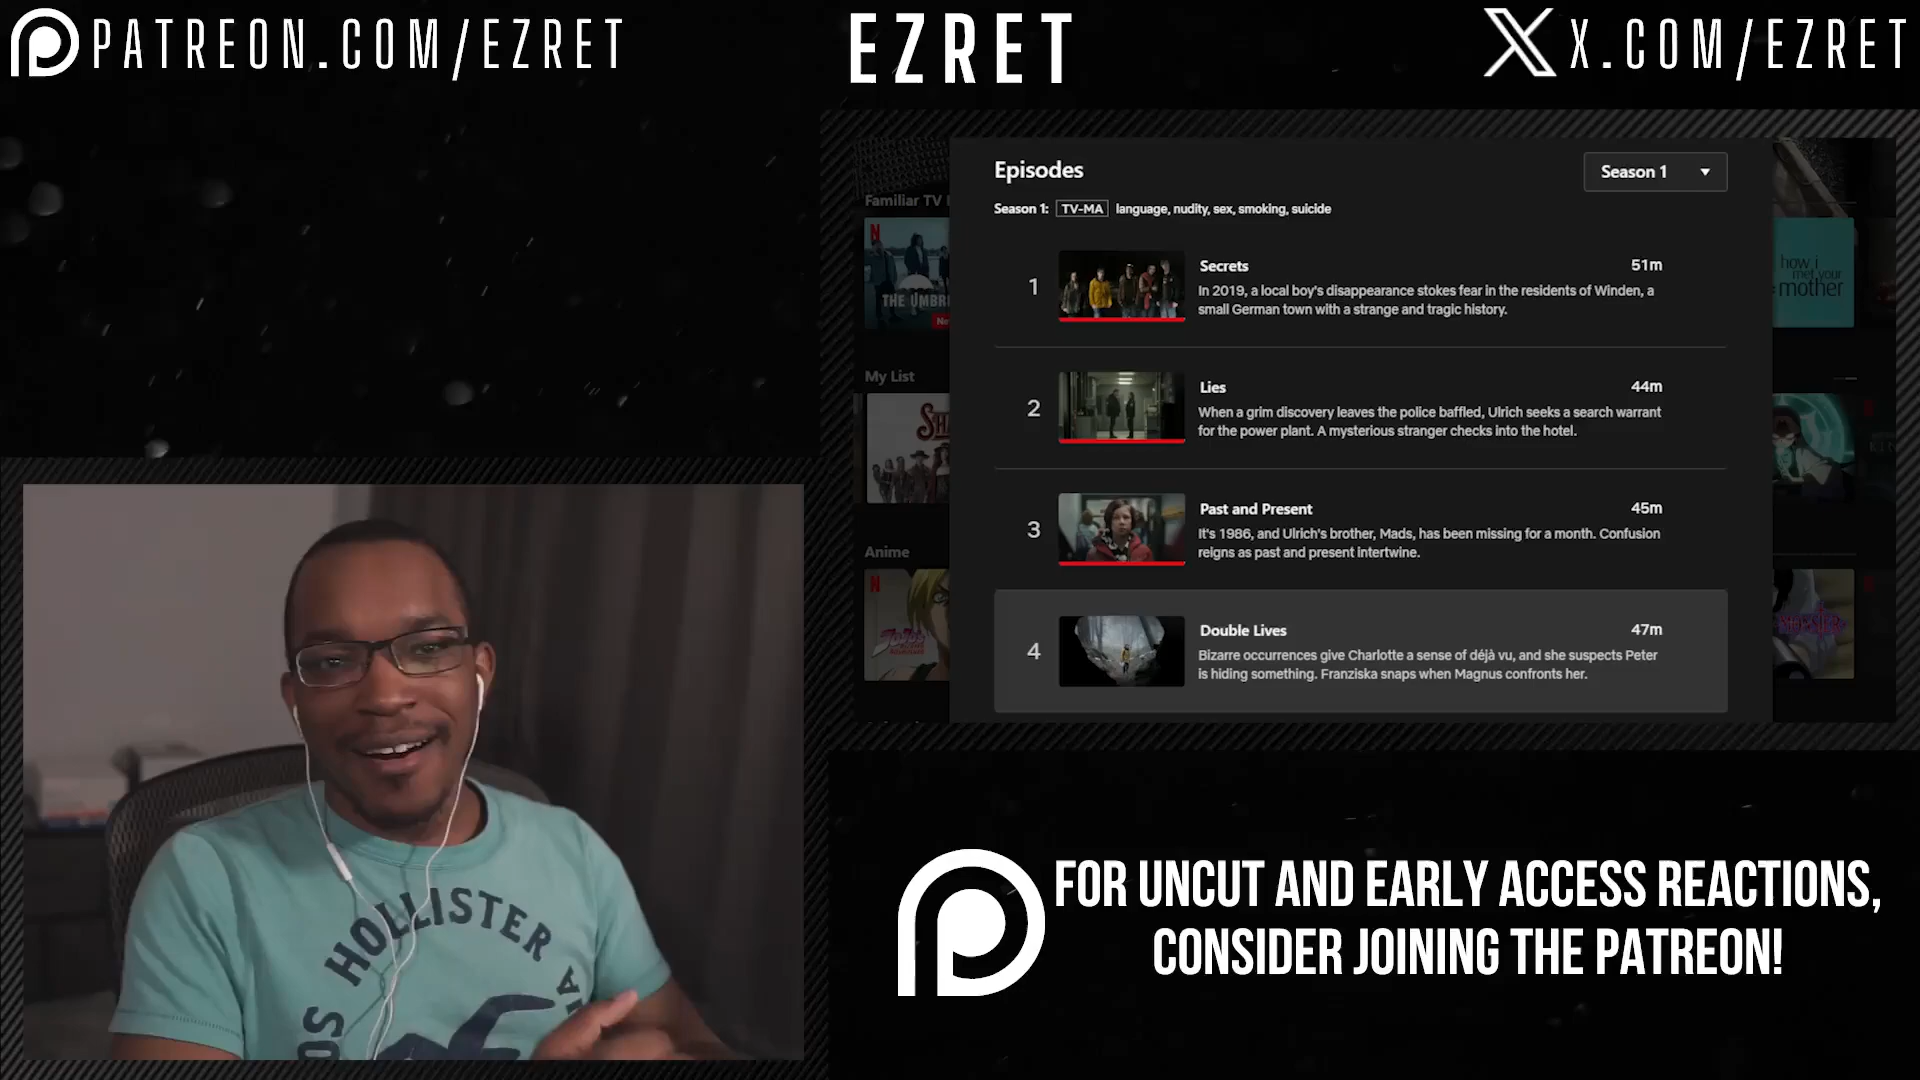 PATREON.COM/EZRET
EZRET
X.COM/EZRET
Episodes
Season 1
Season 1: TV-MA language, nudity, sex, smoking, suicide
1
Secrets
51m
In 2019, a local boy's disappearance stokes fear in the residents of Winden, a
small German town with a strange and tragic history.
2
Lies
44m
When a grim discovery leaves the police baffled, Ulrich seeks a search warrant
for the power plant. A mysterious stranger checks into the hotel.
3
Past and Present
45m
It's 1986, and Ulrich's brother, Mads, has been missing for a month. Confusion
reigns as past and present intertwine.
4
Double Lives
47m
Bizarre occurrences give Charlotte a sense of déjà vu, and she suspects Peter
is hiding something. Franziska snaps when Magnus confronts her.
Familiar TV
THE UMBR
My List
Anime
how i
met your
mother
HOLLISTER
FOR UNCUT AND EARLY ACCESS REACTIONS,
CONSIDER JOINING THE PATREON!